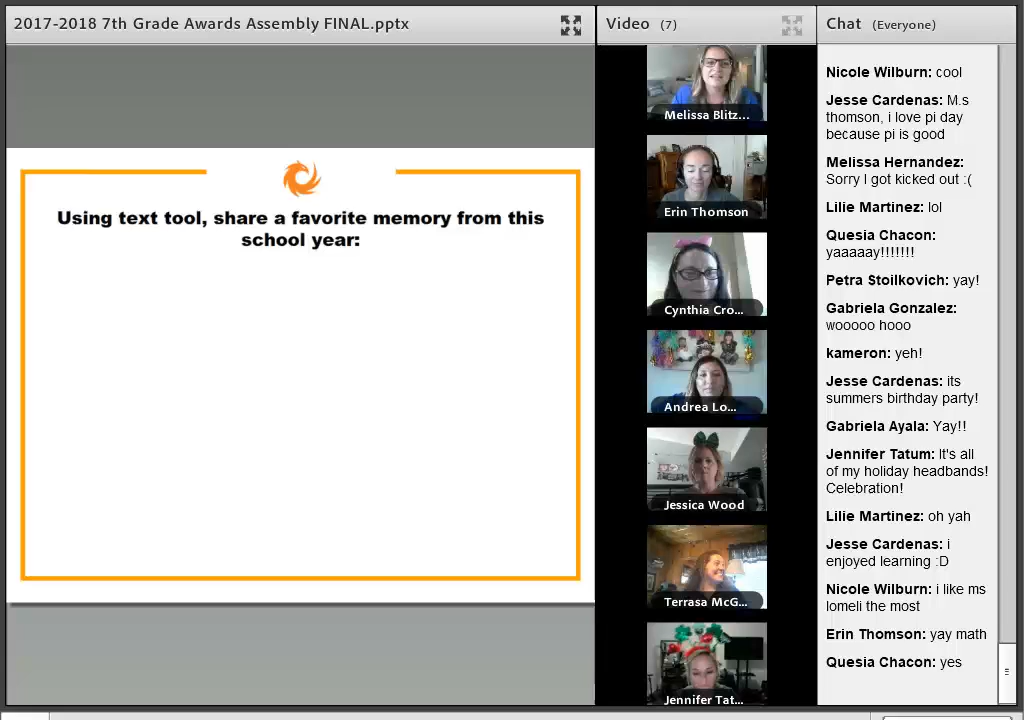 2017-2018 7th Grade Awards Assembly FINAL.pptx
Using text tool, share a favorite memory from this
school year:
Video (7)
Melissa Blitz...
Erin Thomson
Cynthia Cro...
Andrea Lo...
Jessica Wood
Terrasa McG...
Jennifer Tat...
Chat (Everyone)
Nicole Wilburn: cool
Jesse Cardenas: M.s
thomson, i love pi day
because pi is good
Melissa Hernandez:
Sorry I got kicked out :(
Lilie Martinez: lol
Quesia Chacon:
yaaaaay!!!!!!!
Petra Stoilkovich: yay!
Gabriela Gonzalez:
wooooo hooo
kameron: yeh!
Jesse Cardenas: its
summers birthday party!
Gabriela Ayala: Yay!!
Jennifer Tatum: It's all
of my holiday headbands!
Celebration!
Lilie Martinez: oh yah
Jesse Cardenas: i
enjoyed learning :D
Nicole Wilburn: i like ms
lomeli the most
Erin Thomson: yay math
Quesia Chacon: yes